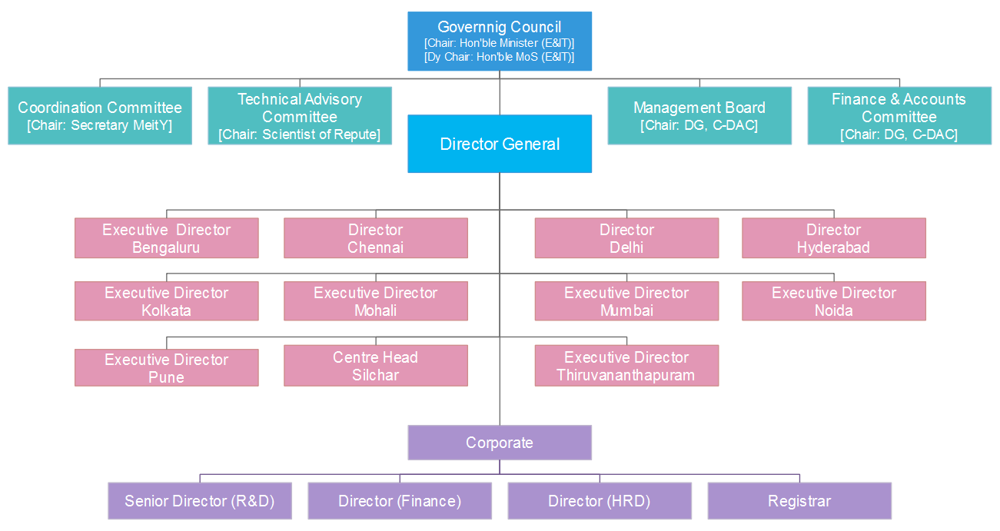 Governnig Council
[Chair: Hon'ble Minister (E&IT)]
[Dy Chair: Hon'ble MoS (E&IT)]
Coordination Committee
[Chair: Secretary MeitY]
Technical Advisory
Committee
[Chair: Scientist of Repute]
Management Board
[Chair: DG, C-DAC]
Finance & Accounts
Committee
[Chair: DG, C-DAC]
Director General
Executive  Director
Bengaluru
Director
Chennai
Director
Delhi
Director
Hyderabad
Executive Director
Kolkata
Executive Director
Mohali
Executive Director
Mumbai
Executive Director
Noida
Executive Director
Pune
Centre Head
Silchar
Executive Director
Thiruvananthapuram
Corporate
Senior Director (R&D)
Director (Finance)
Director (HRD)
Registrar